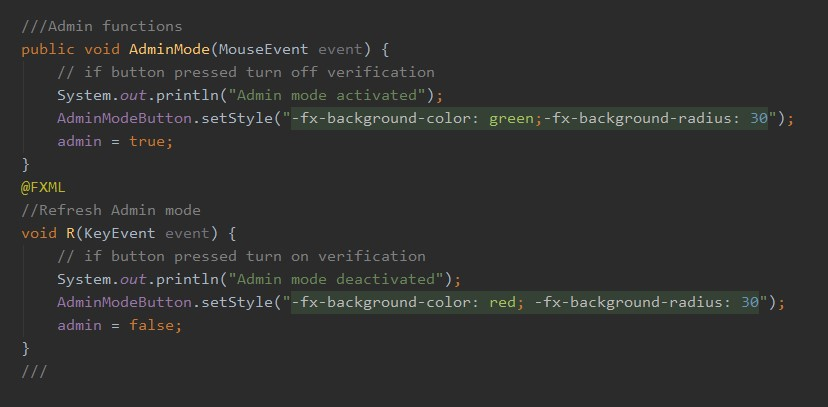 ///Admin functions
public void AdminMode(MouseEvent event) {
    // if button pressed turn off verification
    System.out.println("Admin mode activated");
    AdminModeButton.setStyle("-fx-background-color: green;-fx-background-radius: 30");
    admin = true;
}
@FXML
//Refresh Admin mode
void R(KeyEvent event) {
    // if button pressed turn on verification
    System.out.println("Admin mode deactivated");
    AdminModeButton.setStyle("-fx-background-color: red; -fx-background-radius: 30");
    admin = false;
}
///